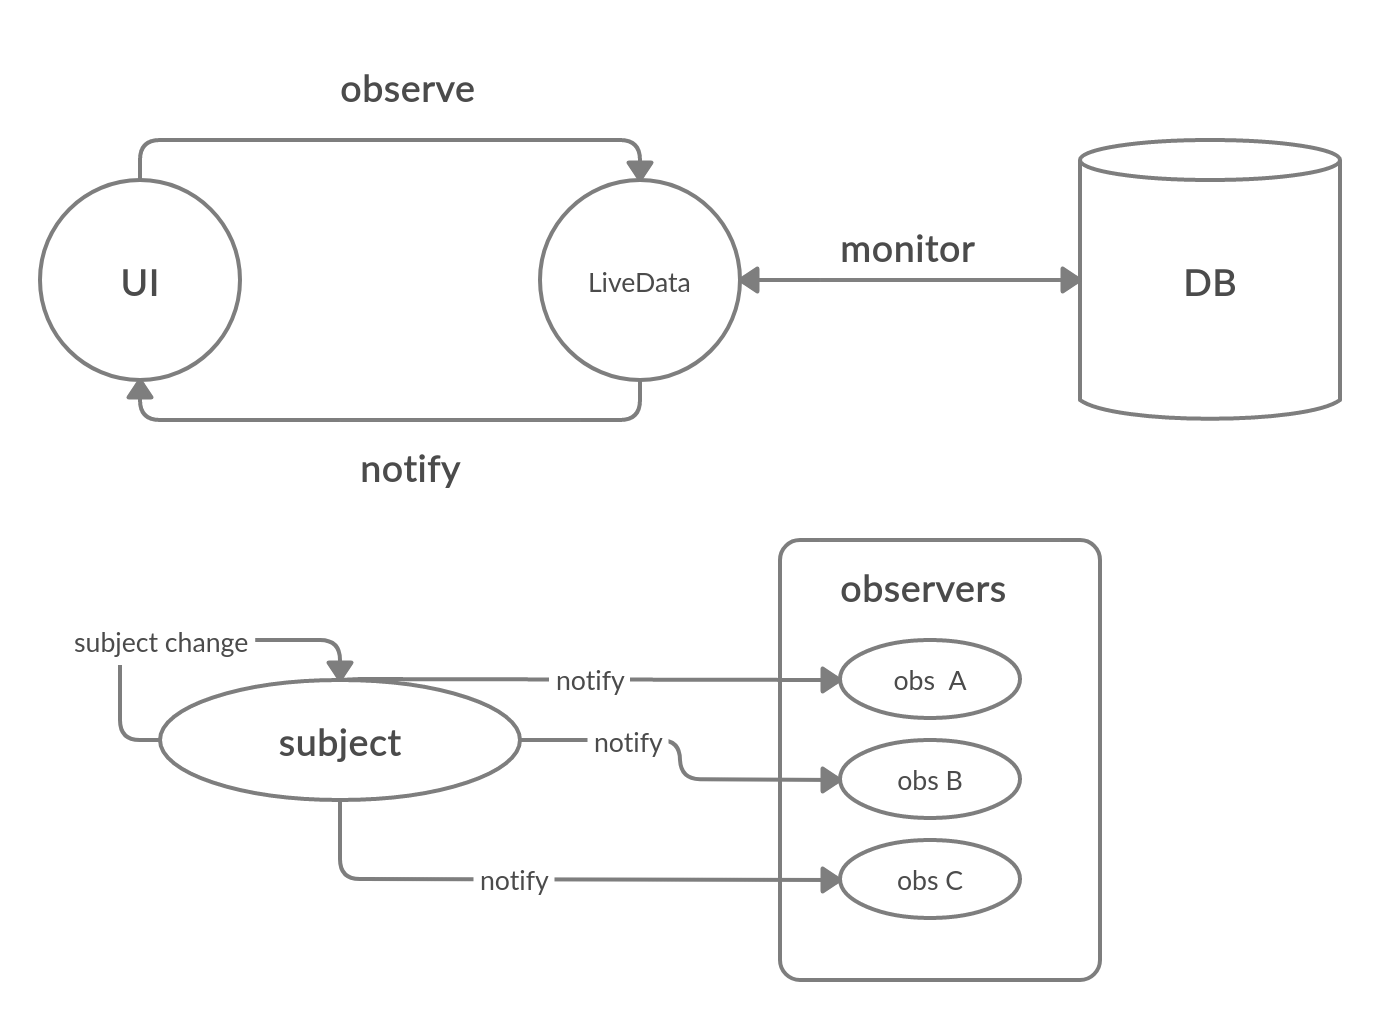 observe
UI
LiveData
monitor
DB
notify
observers
subject change
notify
obs A
subject
notify
obs B
notify
obs C